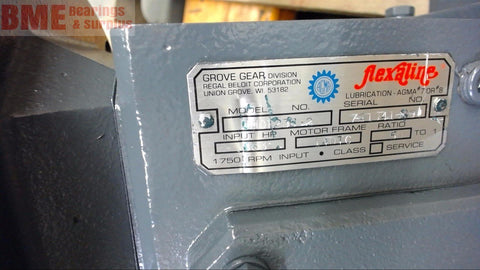 BME Bearings
& Surplus
GROVE GEAR DIVISION
REGAL BELOIT CORPORATION
UNION GROVE, WI 53182
flexaline
LUBRICATION - AGMA #7 OR #8
MODEL NO.
SERIAL NO.
INPUT HP
MOTOR FRAME
RATIO
TO 1
1750 RPM INPUT • CLASS SERVICE